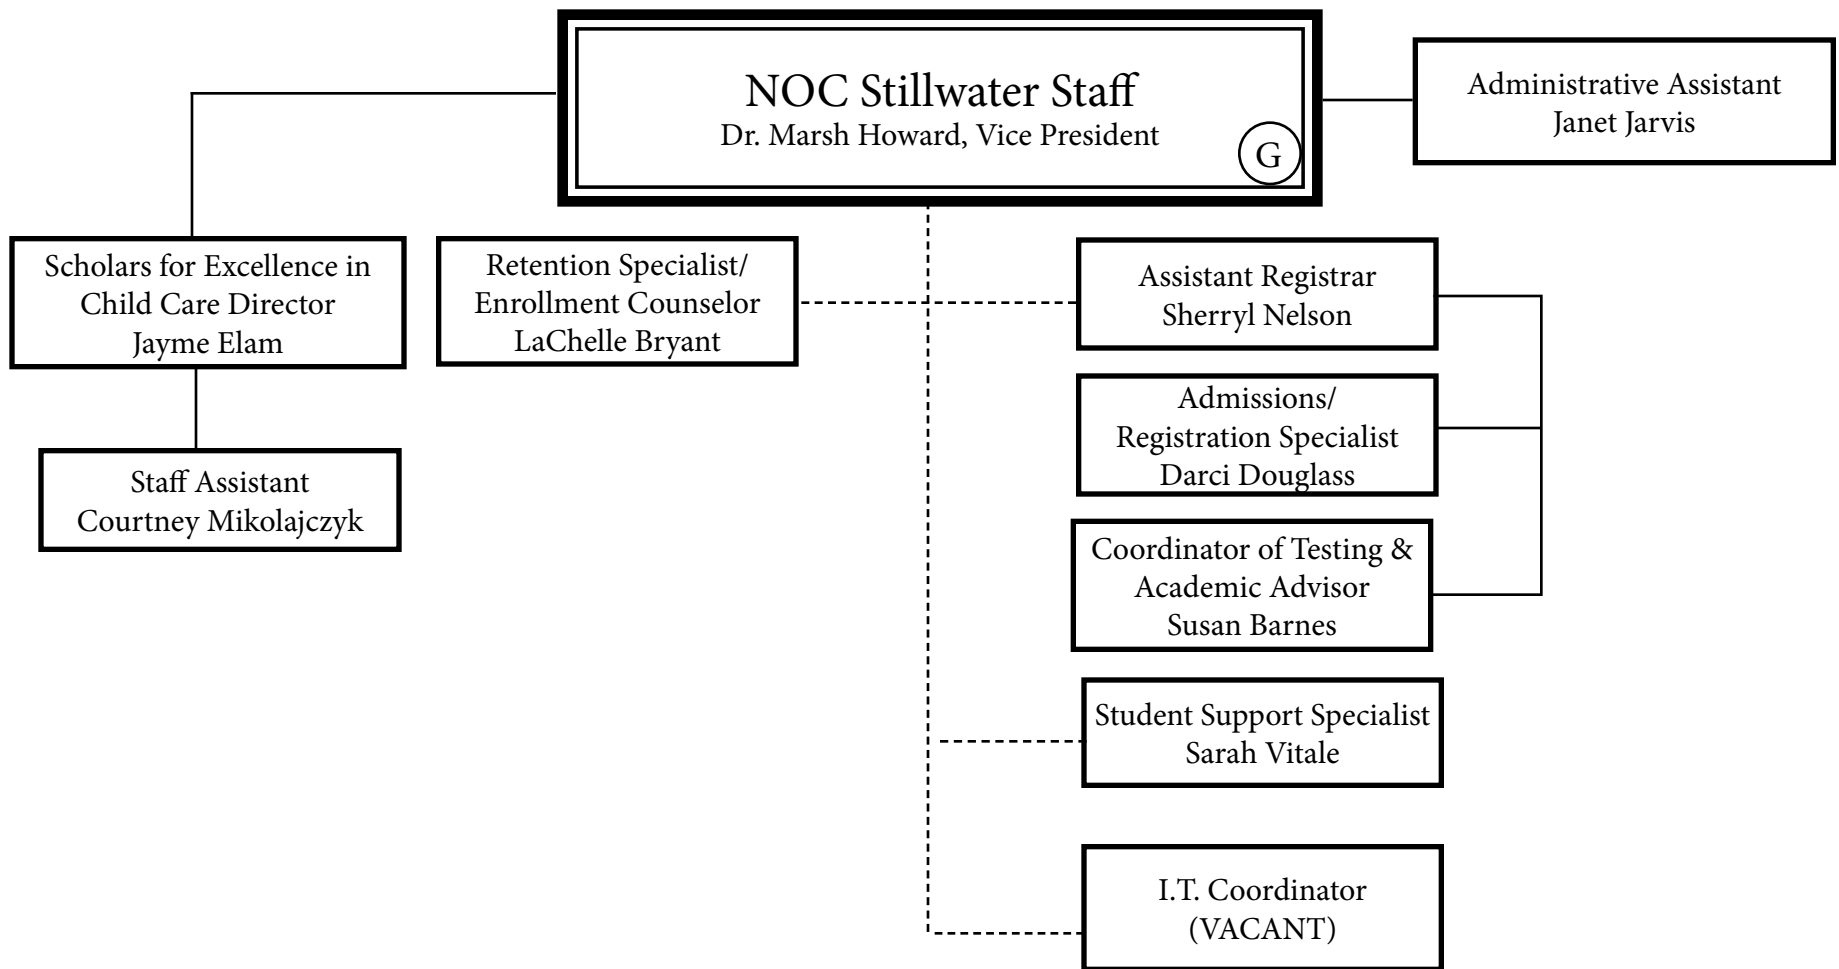 NOC Stillwater Staff
Dr. Marsh Howard, Vice President
G
Administrative Assistant
Janet Jarvis
Scholars for Excellence in
Child Care Director
Jayme Elam
Staff Assistant
Courtney Mikolajczyk
Retention Specialist/
Enrollment Counselor
LaChelle Bryant
Assistant Registrar
Sherryl Nelson
Admissions/
Registration Specialist
Darci Douglass
Coordinator of Testing &
Academic Advisor
Susan Barnes
Student Support Specialist
Sarah Vitale
I.T. Coordinator
(VACANT)